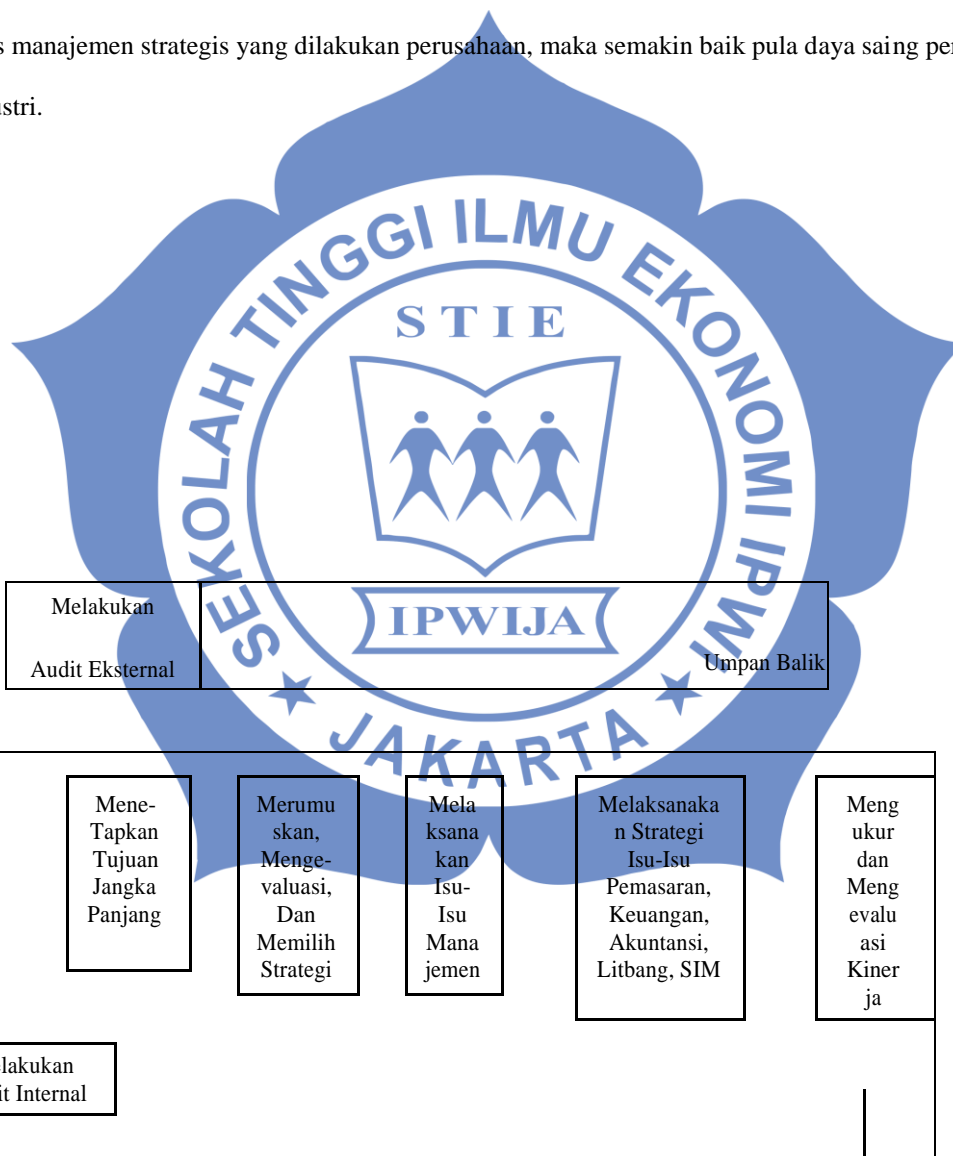 s manajemen strategis yang dilakukan perusahaan, maka semakin baik pula daya saing per
stri.
SEKOLAH TINGGI ILMU EKONOMI IPWI
STIE
IPWIJA
★ JAKARTA ★
Melakukan
Audit Eksternal
Umpan Balik
Mene-
Tapkan
Tujuan
Jangka
Panjang
Merumu
skan,
Menge-
valuasi,
Dan
Memilih
Strategi
Mela
ksana
kan
Isu-
Isu
Mana
jemen
Melaksanaka
n Strategi
Isu-Isu
Pemasaran,
Keuangan,
Akuntansi,
Litbang, SIM
Meng
ukur
dan
Meng
evalu
asi
Kiner
ja
lakukan
it Internal